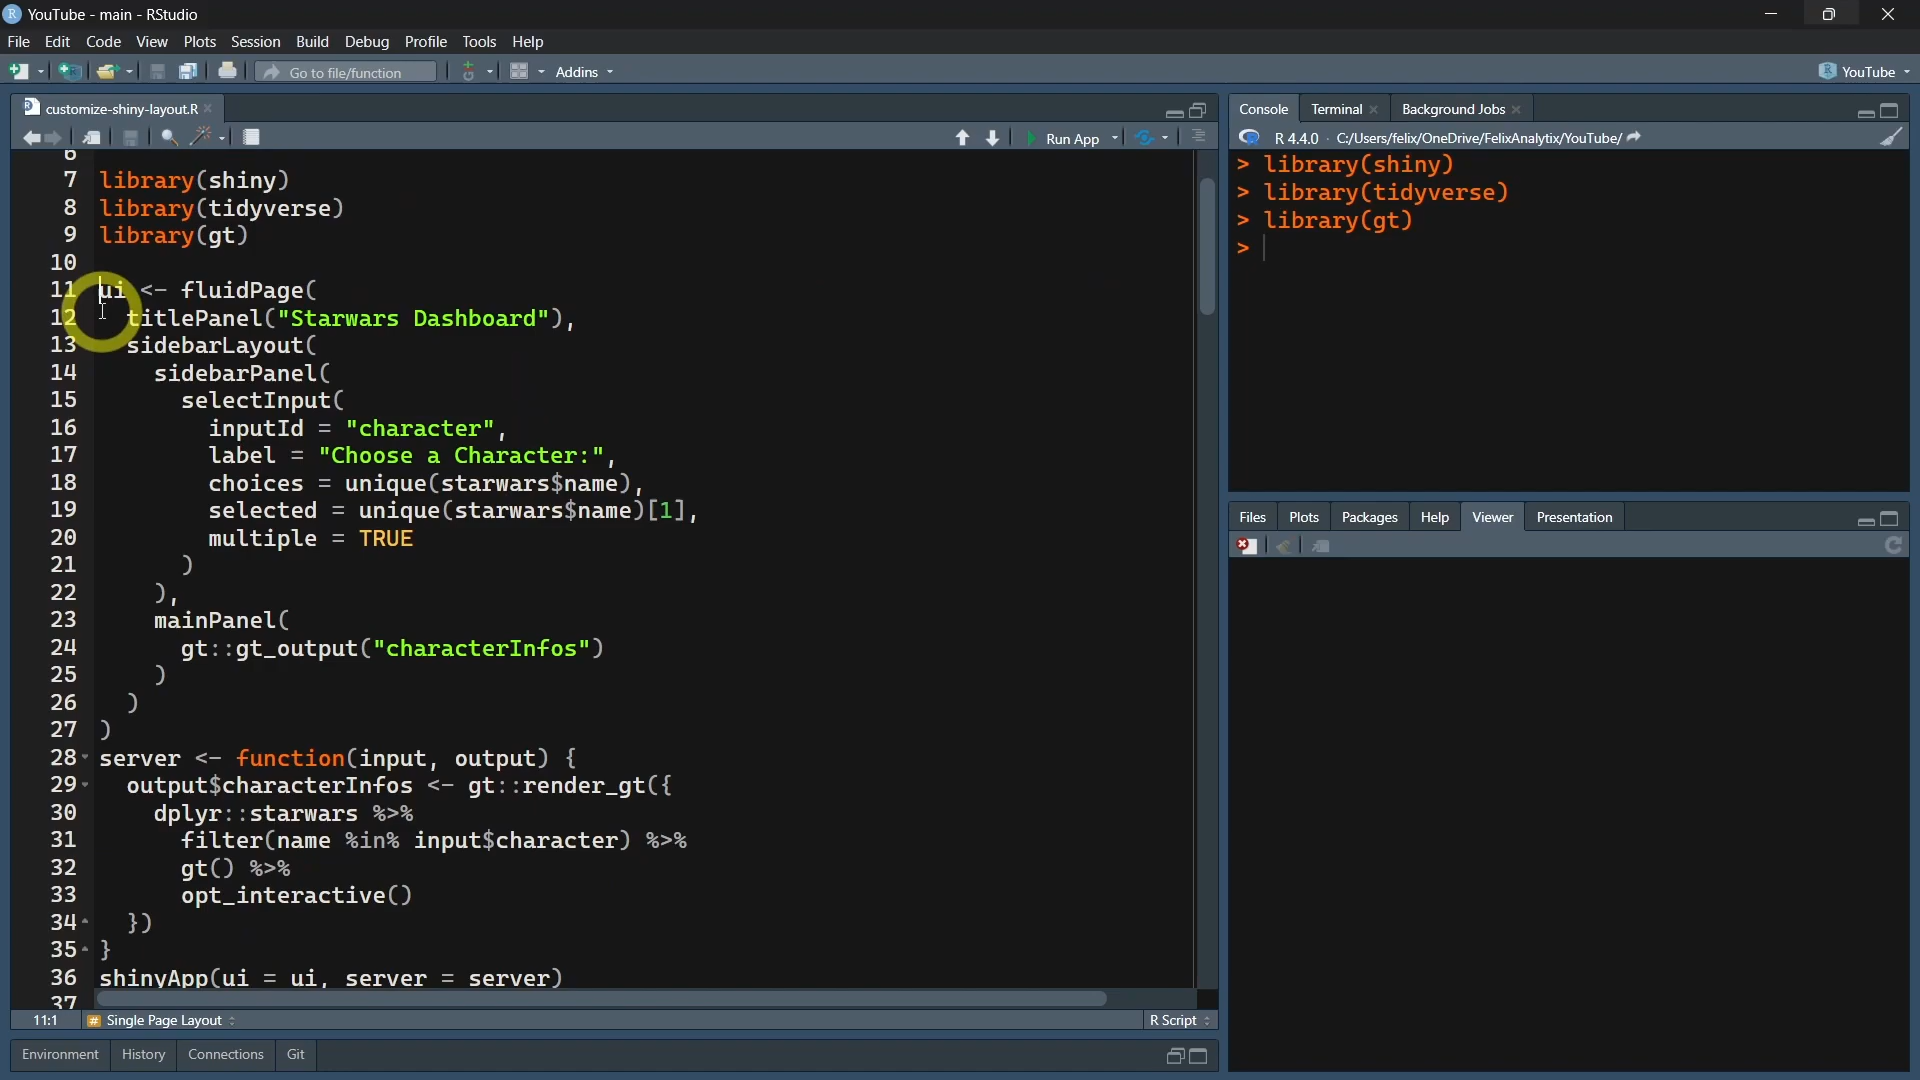 YouTube - main - RStudio
File Edit Code View Plots Session Build Debug Profile Tools Help
Go to file/function Addins YouTube
customize-shiny-layout.R
Run App
6
7 library(shiny)
8 library(tidyverse)
9 library(gt)
10
11 ui <- fluidPage(
12 titlePanel("Starwars Dashboard"),
13 sidebarLayout(
14 sidebarPanel(
15 selectInput(
16 inputId = "character",
17 label = "Choose a Character:",
18 choices = unique(starwars$name),
19 selected = unique(starwars$name)[1],
20 multiple = TRUE
21 )
22 ),
23 mainPanel(
24 gt::gt_output("characterInfos")
25 )
26 )
27 )
28 server <- function(input, output) {
29 output$characterInfos <- gt::render_gt({
30 dplyr::starwars %>%
31 filter(name %in% input$character) %>%
32 gt() %>%
33 opt_interactive()
34 })
35 }
36 shinyApp(ui = ui, server = server)
37
11:1 # Single Page Layout R Script
Environment History Connections Git
Console Terminal Background Jobs
R 4.4.0 · C:/Users/felix/OneDrive/FelixAnalytix/YouTube/
> library(shiny)
> library(tidyverse)
> library(gt)
>
Files Plots Packages Help Viewer Presentation